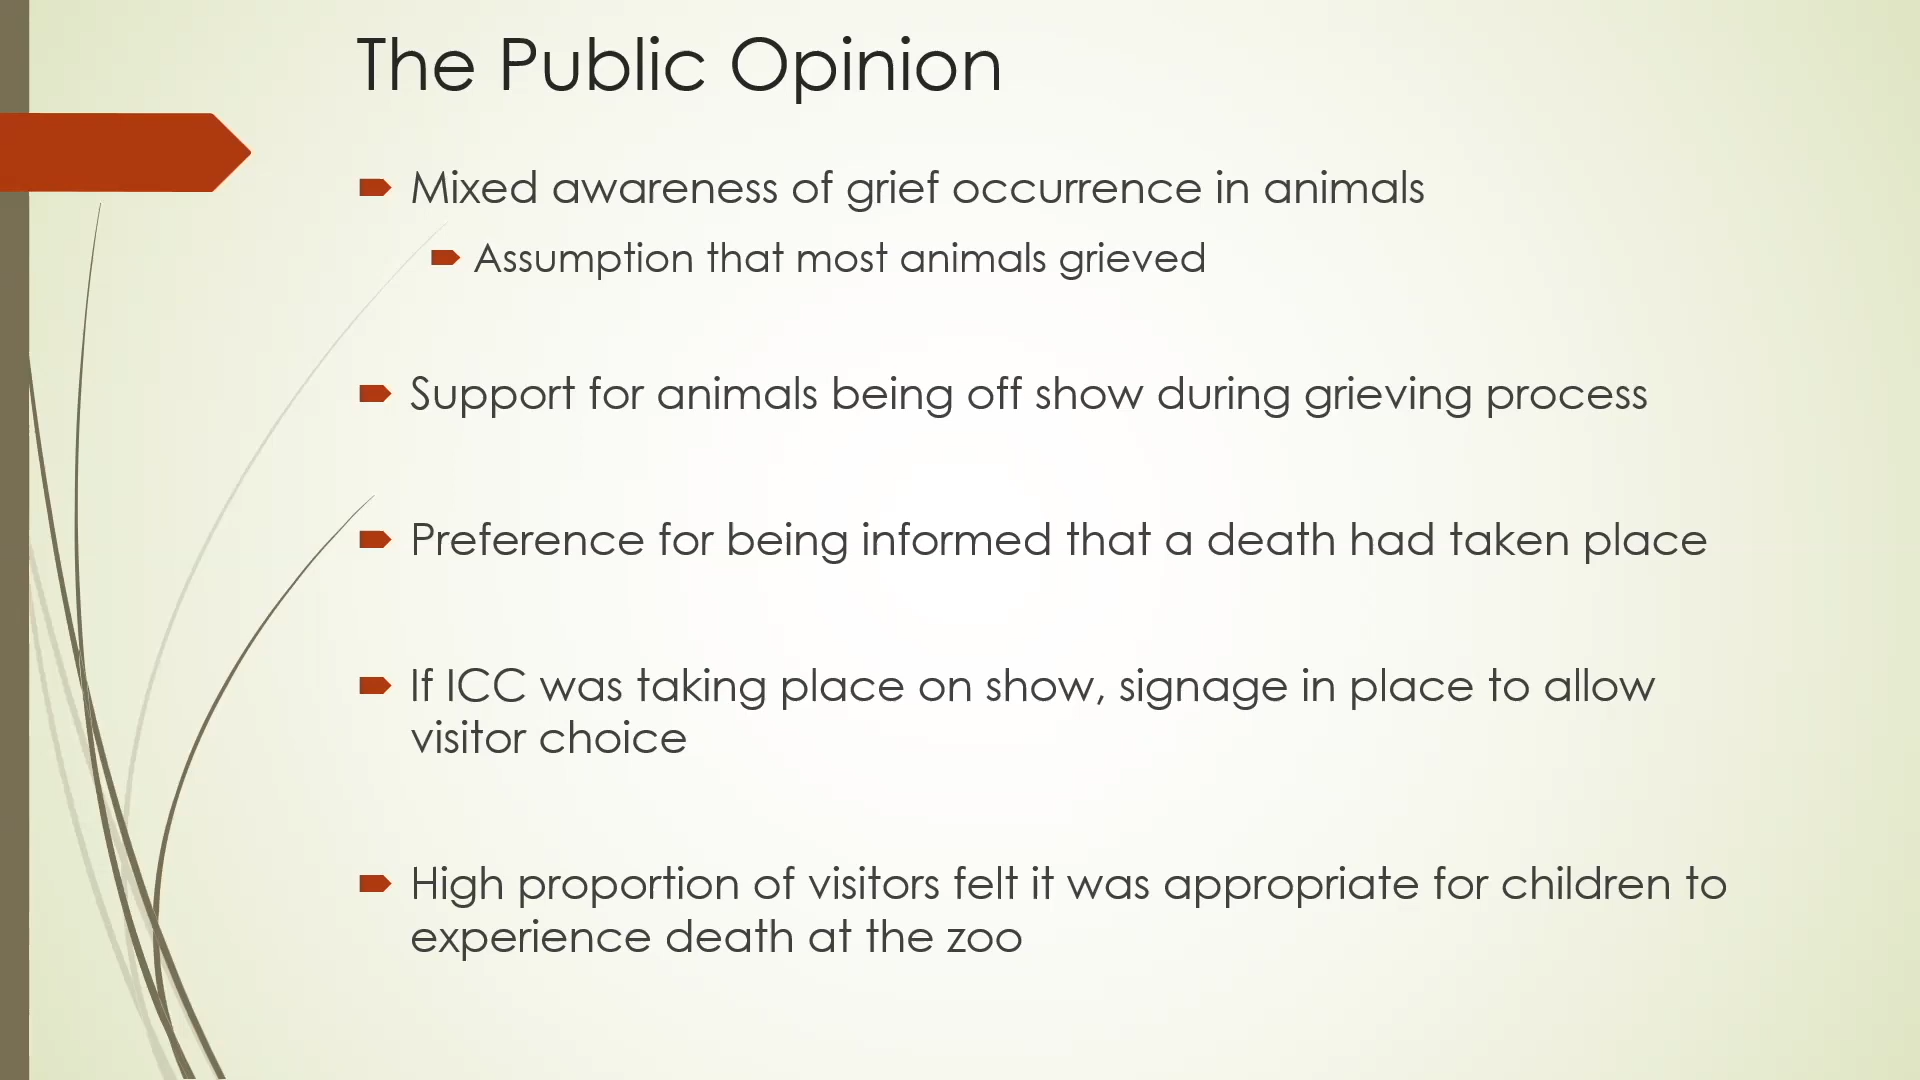 The Public Opinion
Mixed awareness of grief occurrence in animals
Assumption that most animals grieved
Support for animals being off show during grieving process
Preference for being informed that a death had taken place
If ICC was taking place on show, signage in place to allow
visitor choice
High proportion of visitors felt it was appropriate for children to
experience death at the zoo